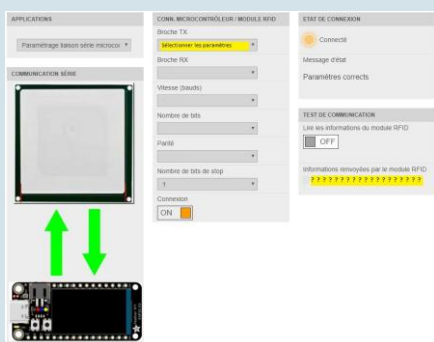 APPLICATIONS
Paramétrage liaison série microco
COMMUNICATION SÉRIE
CONN. MICROCONTRÔLEUR / MODULE RFID
Broche TX
Sélectionner les paramètres
Broche RX
Vitesse (bauds)
Nombre de bits
Parité
Nombre de bits de stop
1
Connexion
ON
ETAT DE CONNEXION
Connecté
Message d'état
Paramètres corrects
TEST DE COMMUNICATION
Lire les informations du module RFID
OFF
Informations renvoyées par le module RFID
? ? ? ? ? ? ? ? ? ? ? ? ? ? ? ? ? ? ?